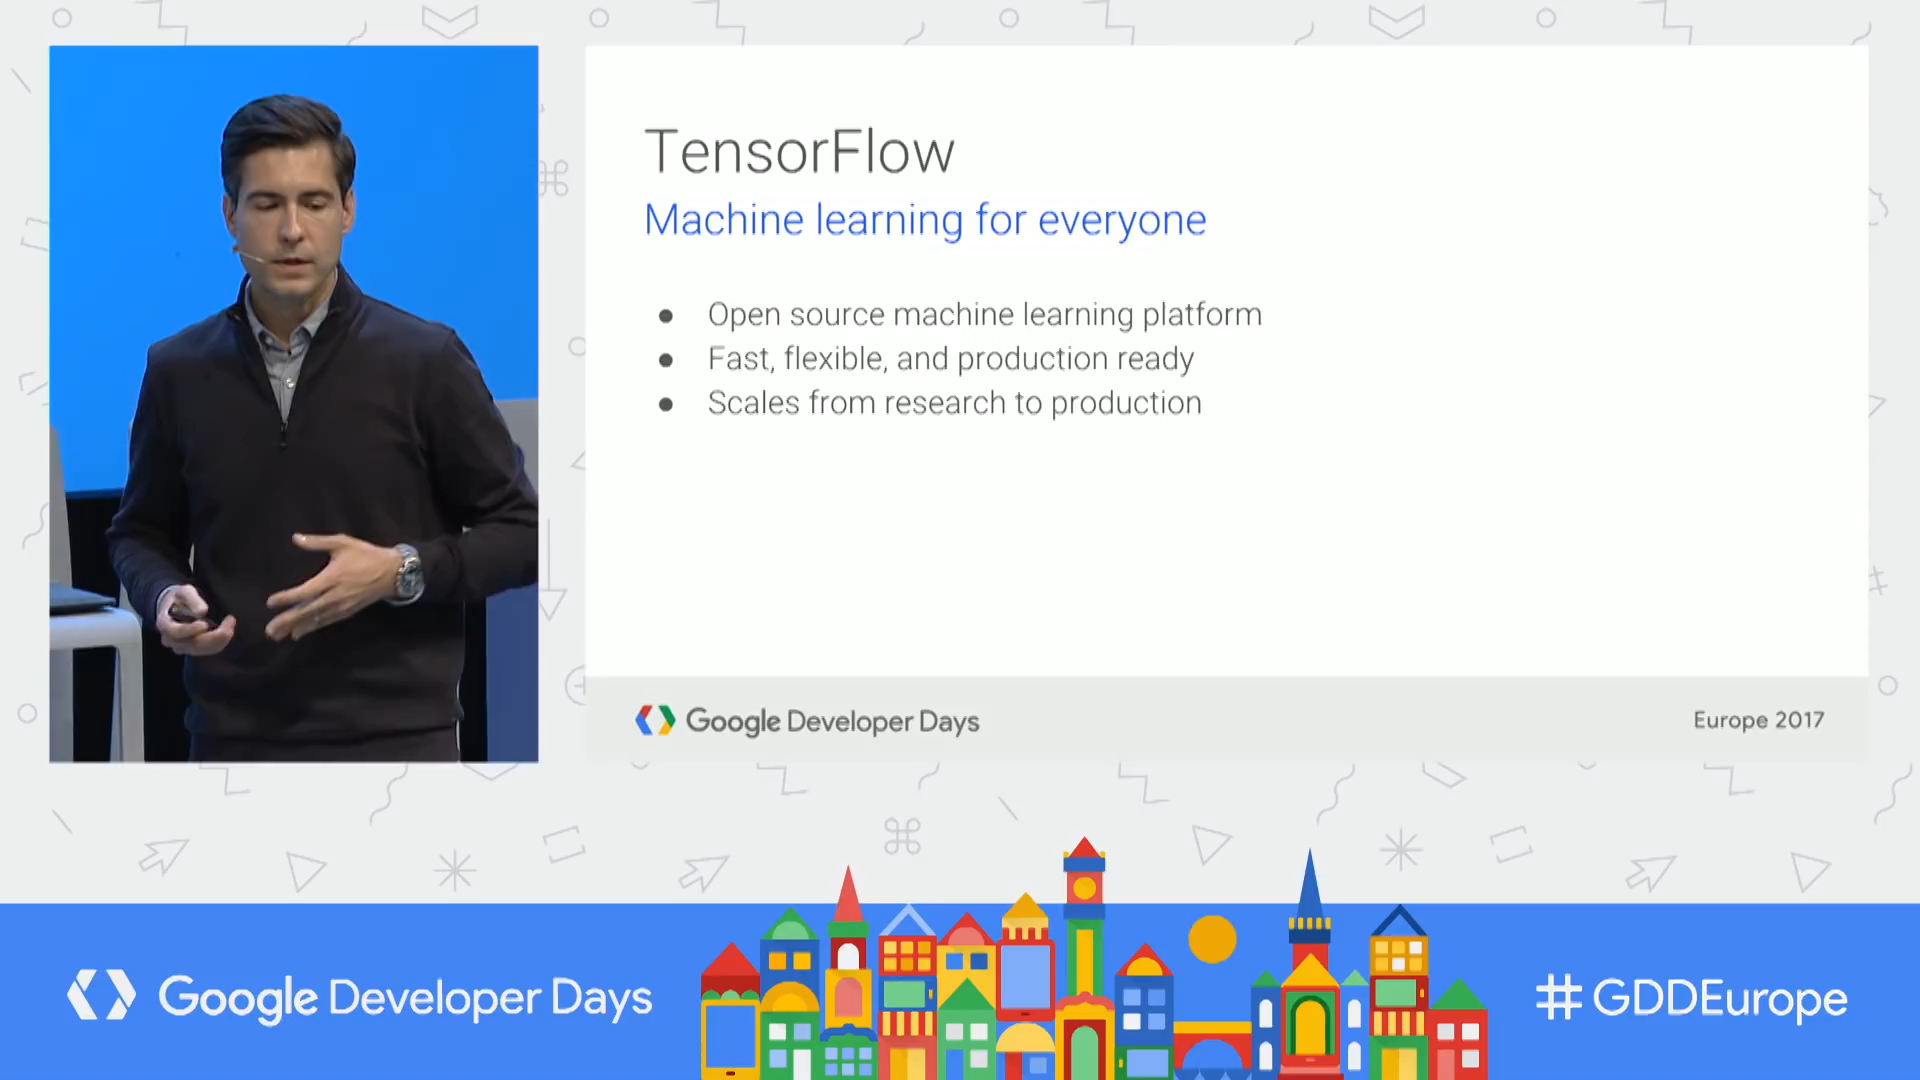 TensorFlow
Machine learning for everyone
● Open source machine learning platform
● Fast, flexible, and production ready
● Scales from research to production
Google Developer Days
Europe 2017
Google Developer Days
#GDDEurope